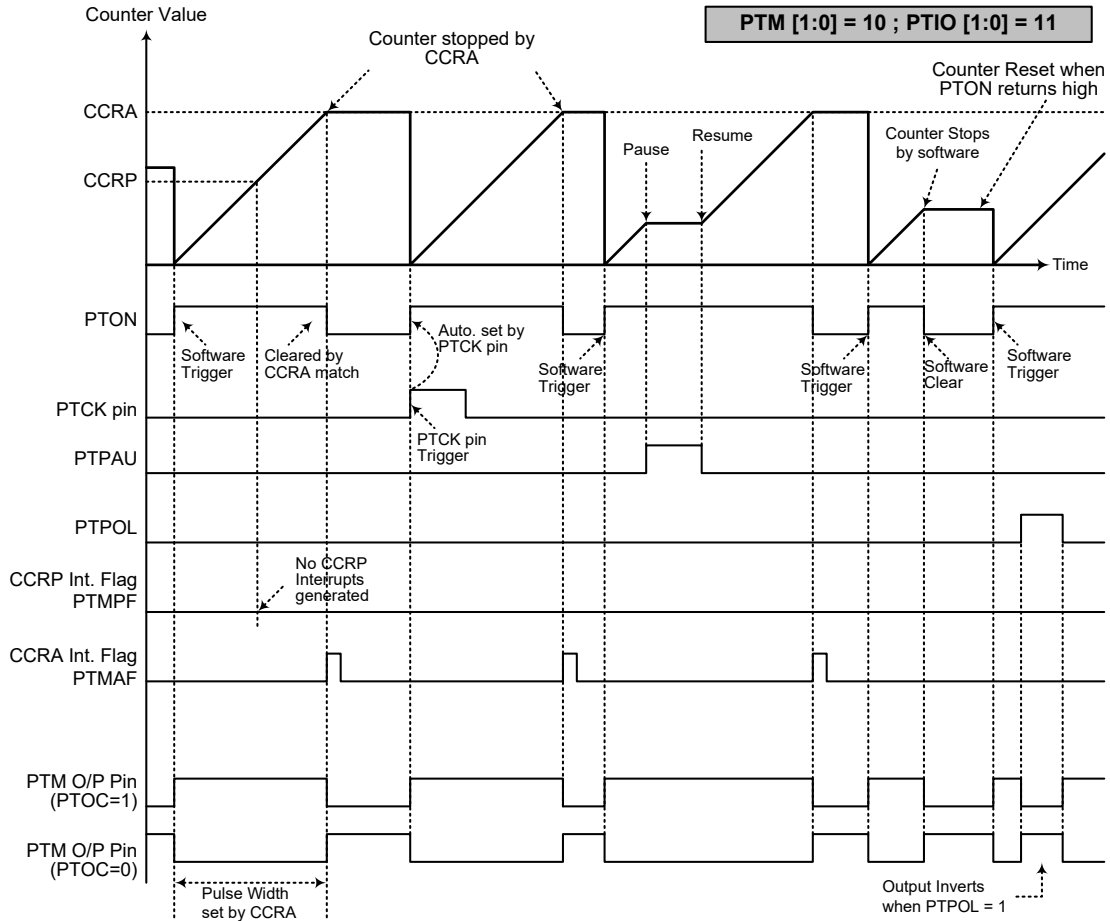 Counter Value
PTM [1:0] = 10 ; PTIO [1:0] = 11
Counter stopped by
CCRA
Counter Reset when
PTON returns high
CCRA
Pause
Resume
Counter Stops
by software
CCRP
Time
PTON
Software
Trigger
Cleared by
CCRA match
Auto. set by
PTCK pin
Software
Trigger
Software
Trigger
Software
Clear
Software
Trigger
PTCK pin
PTCK pin
Trigger
PTPAU
PTPOL
CCRP Int. Flag
PTMPF
No CCRP
Interrupts
generated
CCRA Int. Flag
PTMAF
PTM O/P Pin
(PTOC=1)
PTM O/P Pin
(PTOC=0)
Pulse Width
set by CCRA
Output Inverts
when PTPOL = 1